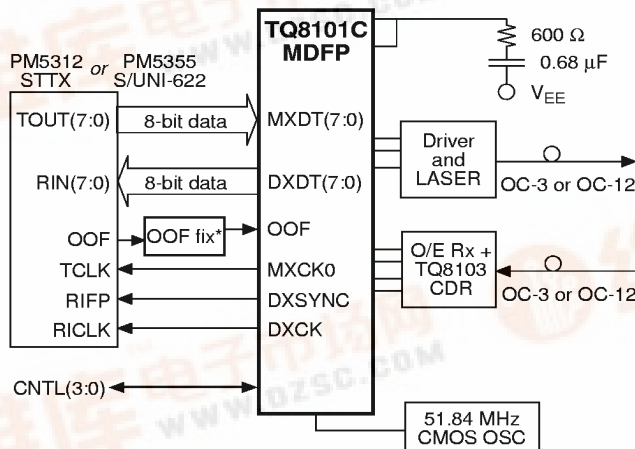 TQ8101C
MDFP
600 Ω
0.68 µF
VEE
PM5312 or PM5355
STTX S/UNI-622
TOUT(7:0)
8-bit data
MXDT(7:0)
Driver
and
LASER
OC-3 or OC-12
RIN(7:0)
8-bit data
DXDT(7:0)
OOF
OOF fix*
OOF
O/E Rx +
TQ8103
CDR
OC-3 or OC-12
TCLK
MXCK0
RIFP
DXSYNC
RICLK
DXCK
CNTL(3:0)
51.84 MHz
CMOS OSC
WWW.DZSC.COM